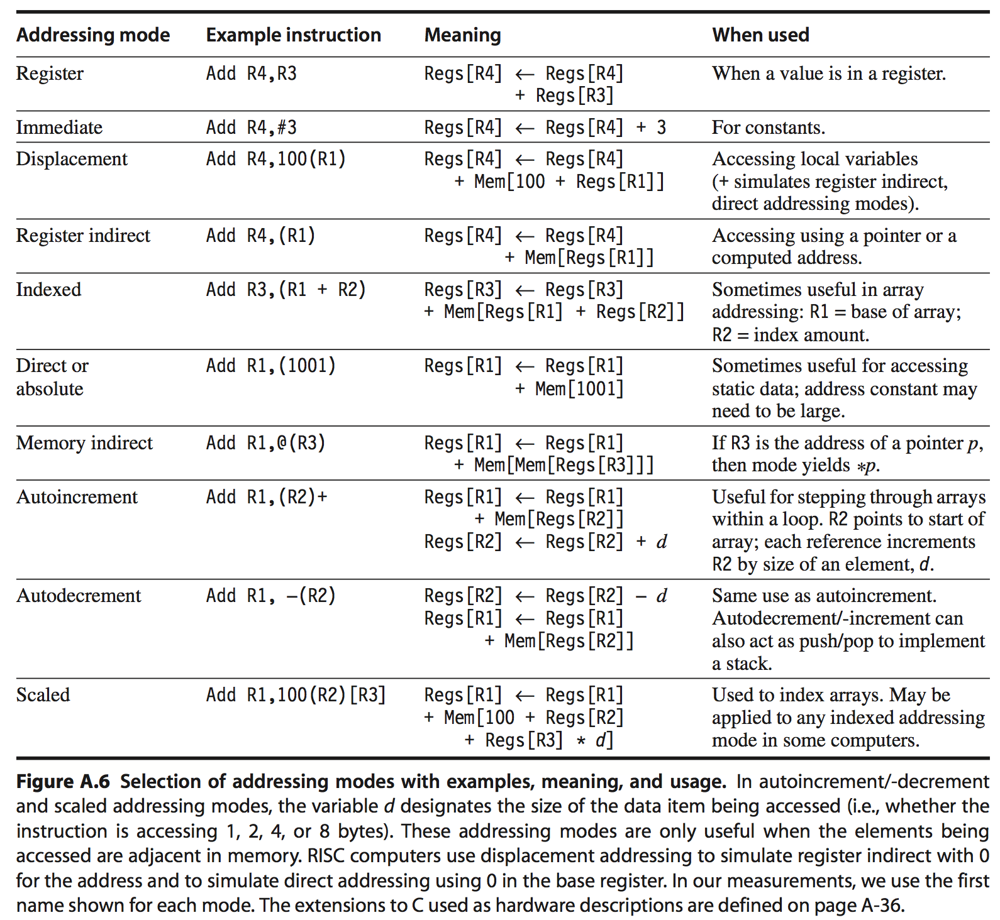 Addressing mode Example instruction Meaning When used
Register Add R4,R3 Regs[R4] ← Regs[R4] When a value is in a register.
+ Regs[R3]
Immediate Add R4,#3 Regs[R4] ← Regs[R4] + 3 For constants.
Displacement Add R4,100(R1) Regs[R4] ← Regs[R4] Accessing local variables
+ Mem[100 + Regs[R1]] (+ simulates register indirect,
direct addressing modes).
Register indirect Add R4,(R1) Regs[R4] ← Regs[R4] Accessing using a pointer or a
+ Mem[Regs[R1]] computed address.
Indexed Add R3,(R1 + R2) Regs[R3] ← Regs[R3] Sometimes useful in array
+ Mem[Regs[R1] + Regs[R2]] addressing: R1 = base of array;
R2 = index amount.
Direct or Add R1,(1001) Regs[R1] ← Regs[R1] Sometimes useful for accessing
absolute + Mem[1001] static data; address constant may
need to be large.
Memory indirect Add R1,@(R3) Regs[R1] ← Regs[R1] If R3 is the address of a pointer p,
+ Mem[Mem[Regs[R3]]] then mode yields *p.
Autoincrement Add R1,(R2)+ Regs[R1] ← Regs[R1] Useful for stepping through arrays
+ Mem[Regs[R2]] within a loop. R2 points to start of
Regs[R2] ← Regs[R2] + d array; each reference increments
R2 by size of an element, d.
Autodecrement Add R1, –(R2) Regs[R2] ← Regs[R2] – d Same use as autoincrement.
Regs[R1] ← Regs[R1] Autodecrement/-increment can
+ Mem[Regs[R2]] also act as push/pop to implement
a stack.
Scaled Add R1,100(R2)[R3] Regs[R1] ← Regs[R1] Used to index arrays. May be
+ Mem[100 + Regs[R2] applied to any indexed addressing
+ Regs[R3] * d] mode in some computers.
Figure A.6 Selection of addressing modes with examples, meaning, and usage. In autoincrement/-decrement
and scaled addressing modes, the variable d designates the size of the data item being accessed (i.e., whether the
instruction is accessing 1, 2, 4, or 8 bytes). These addressing modes are only useful when the elements being
accessed are adjacent in memory. RISC computers use displacement addressing to simulate register indirect with 0
for the address and to simulate direct addressing using 0 in the base register. In our measurements, we use the first
name shown for each mode. The extensions to C used as hardware descriptions are defined on page A-36.